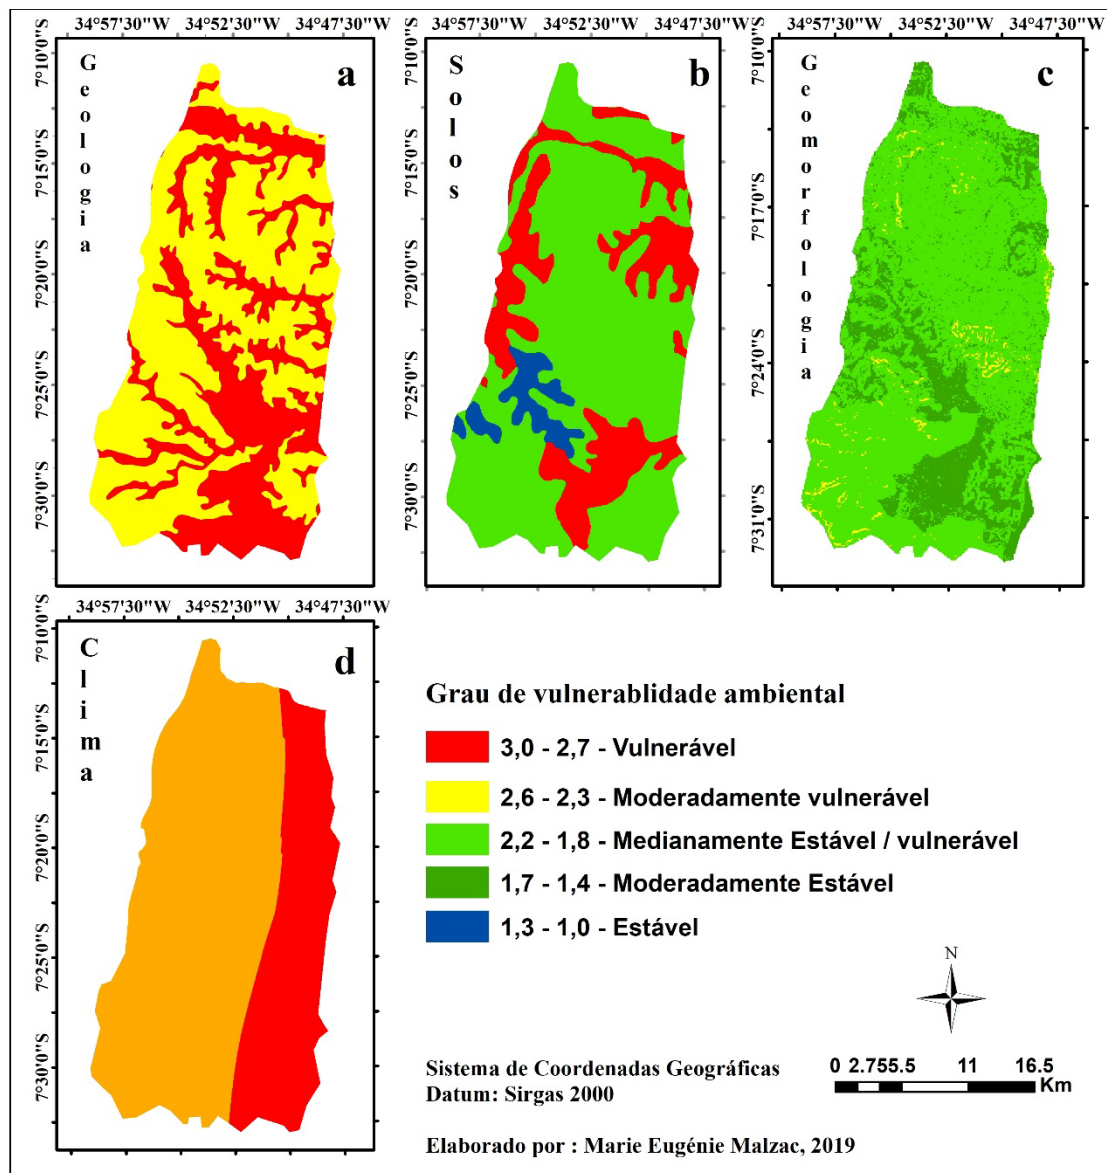 34°57'30"W 34°52'30"W 34°47'30"W
7°10'0"S
7°15'0"S
7°20'0"S
7°25'0"S
7°30'0"S
Geologia
a
34°57'30"W 34°52'30"W 34°47'30"W
7°10'0"S
7°15'0"S
7°20'0"S
7°25'0"S
7°30'0"S
Solos
b
34°57'30"W 34°52'30"W 34°47'30"W
7°10'0"S
7°17'0"S
7°24'0"S
7°31'0"S
Geomorfologia
c
34°57'30"W 34°52'30"W 34°47'30"W
7°10'0"S
7°15'0"S
7°20'0"S
7°25'0"S
7°30'0"S
Clima
d
Grau de vulnerablidade ambiental
3,0 - 2,7 - Vulnerável
2,6 - 2,3 - Moderadamente vulnerável
2,2 - 1,8 - Medianamente Estável / vulnerável
1,7 - 1,4 - Moderadamente Estável
1,3 - 1,0 - Estável
N
Sistema de Coordenadas Geográficas
Datum: Sirgas 2000
0 2.75 5.5 11 16.5
Km
Elaborado por : Marie Eugénie Malzac, 2019